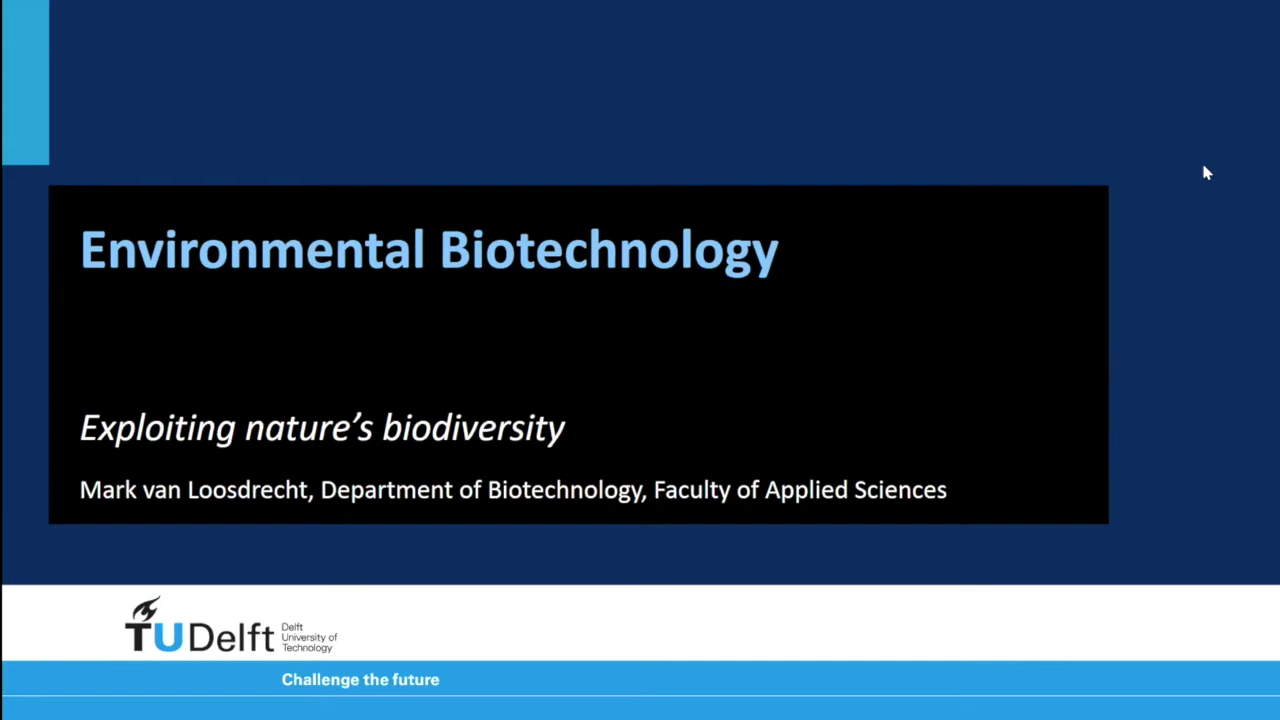 Environmental Biotechnology
Exploiting nature’s biodiversity
Mark van Loosdrecht, Department of Biotechnology, Faculty of Applied Sciences
TUDelft
Delft
University of
Technology
Challenge the future